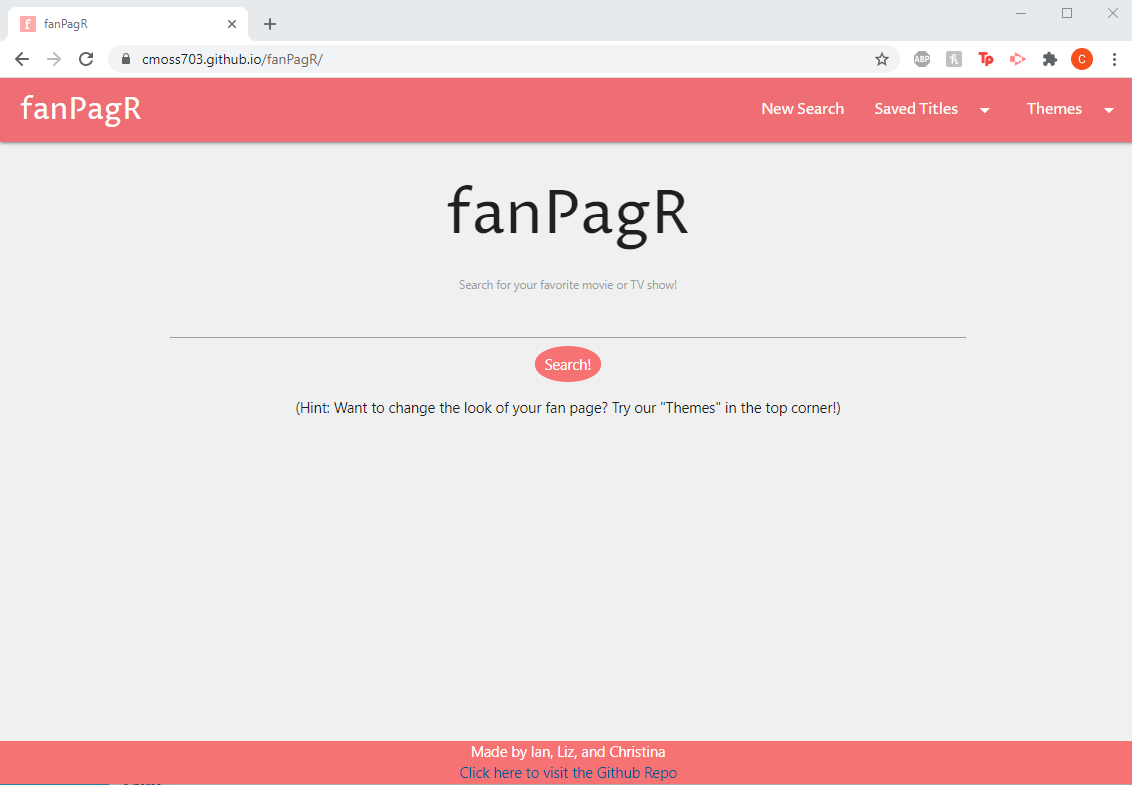 fanPagR
cmoss703.github.io/fanPagR/
ABP
Tp
C
fanPagR
New Search
Saved Titles
Themes
fanPagR
Search for your favorite movie or TV show!
Search!
(Hint: Want to change the look of your fan page? Try our "Themes" in the top corner!)
Made by Ian, Liz, and Christina
Click here to visit the Github Repo